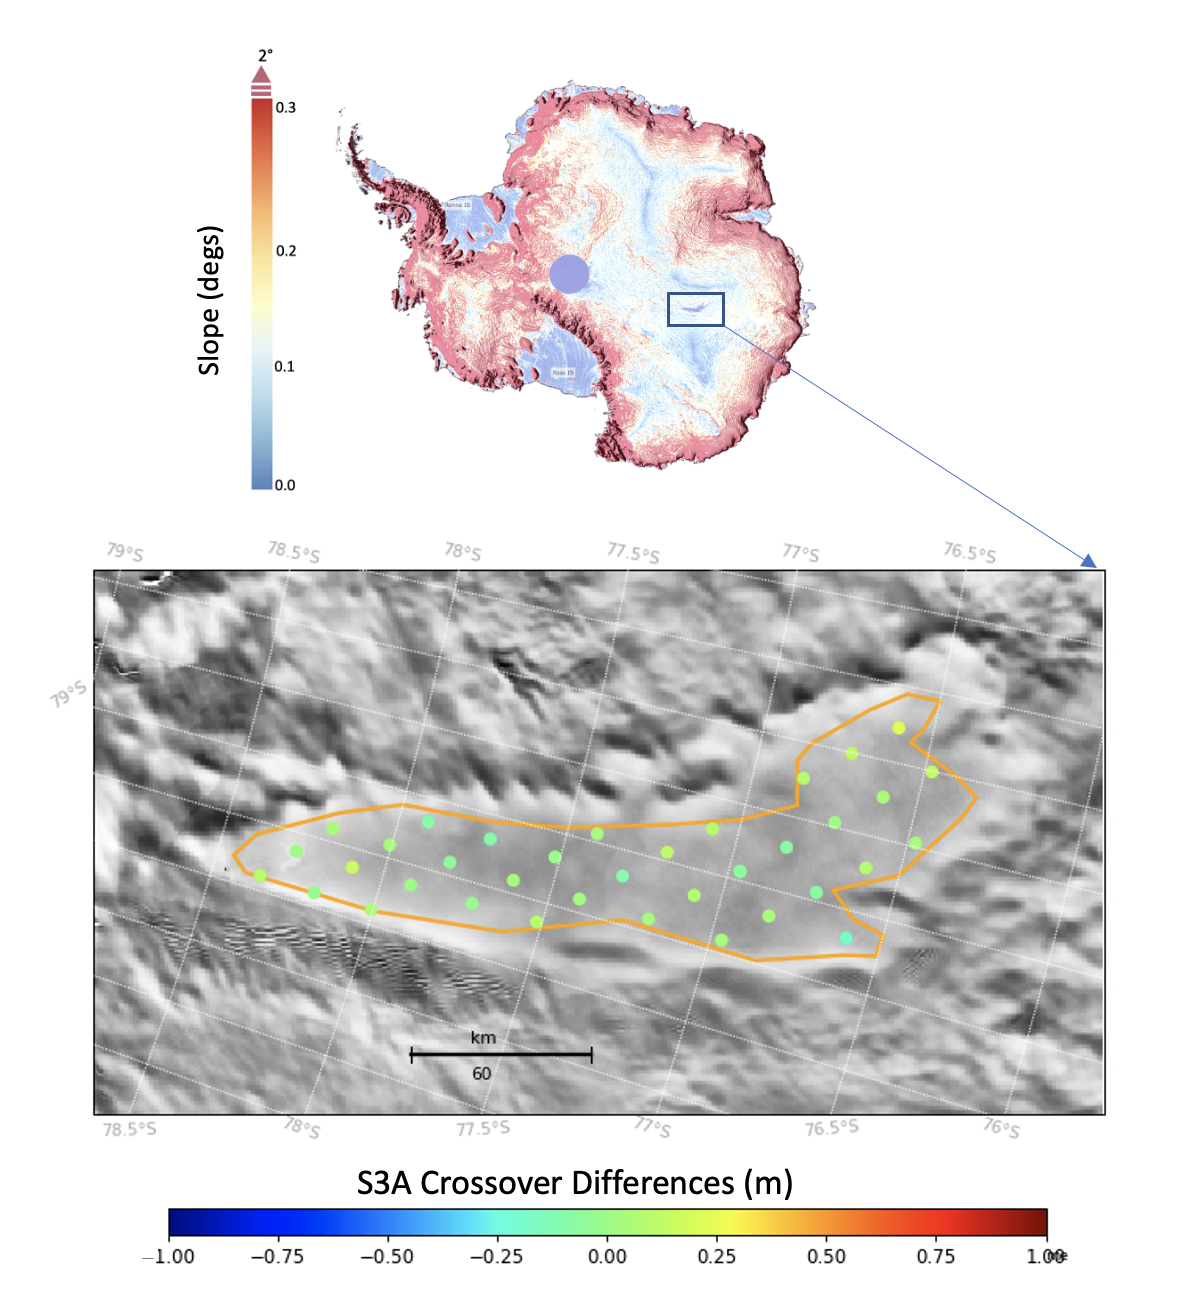 2°
0.3
0.2
0.1
0.0
Slope (degs)
Ronne IS
Ross IS
79°S 78.5°S 78°S 77.5°S 77°S 76.5°S
79°S
km
60
78.5°S 78°S 77.5°S 77°S 76.5°S 76°S
S3A Crossover Differences (m)
−1.00 −0.75 −0.50 −0.25 0.00 0.25 0.50 0.75 1.00